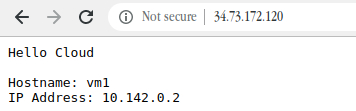 Not secure | 34.73.172.120
Hello Cloud
Hostname: vm1
IP Address: 10.142.0.2